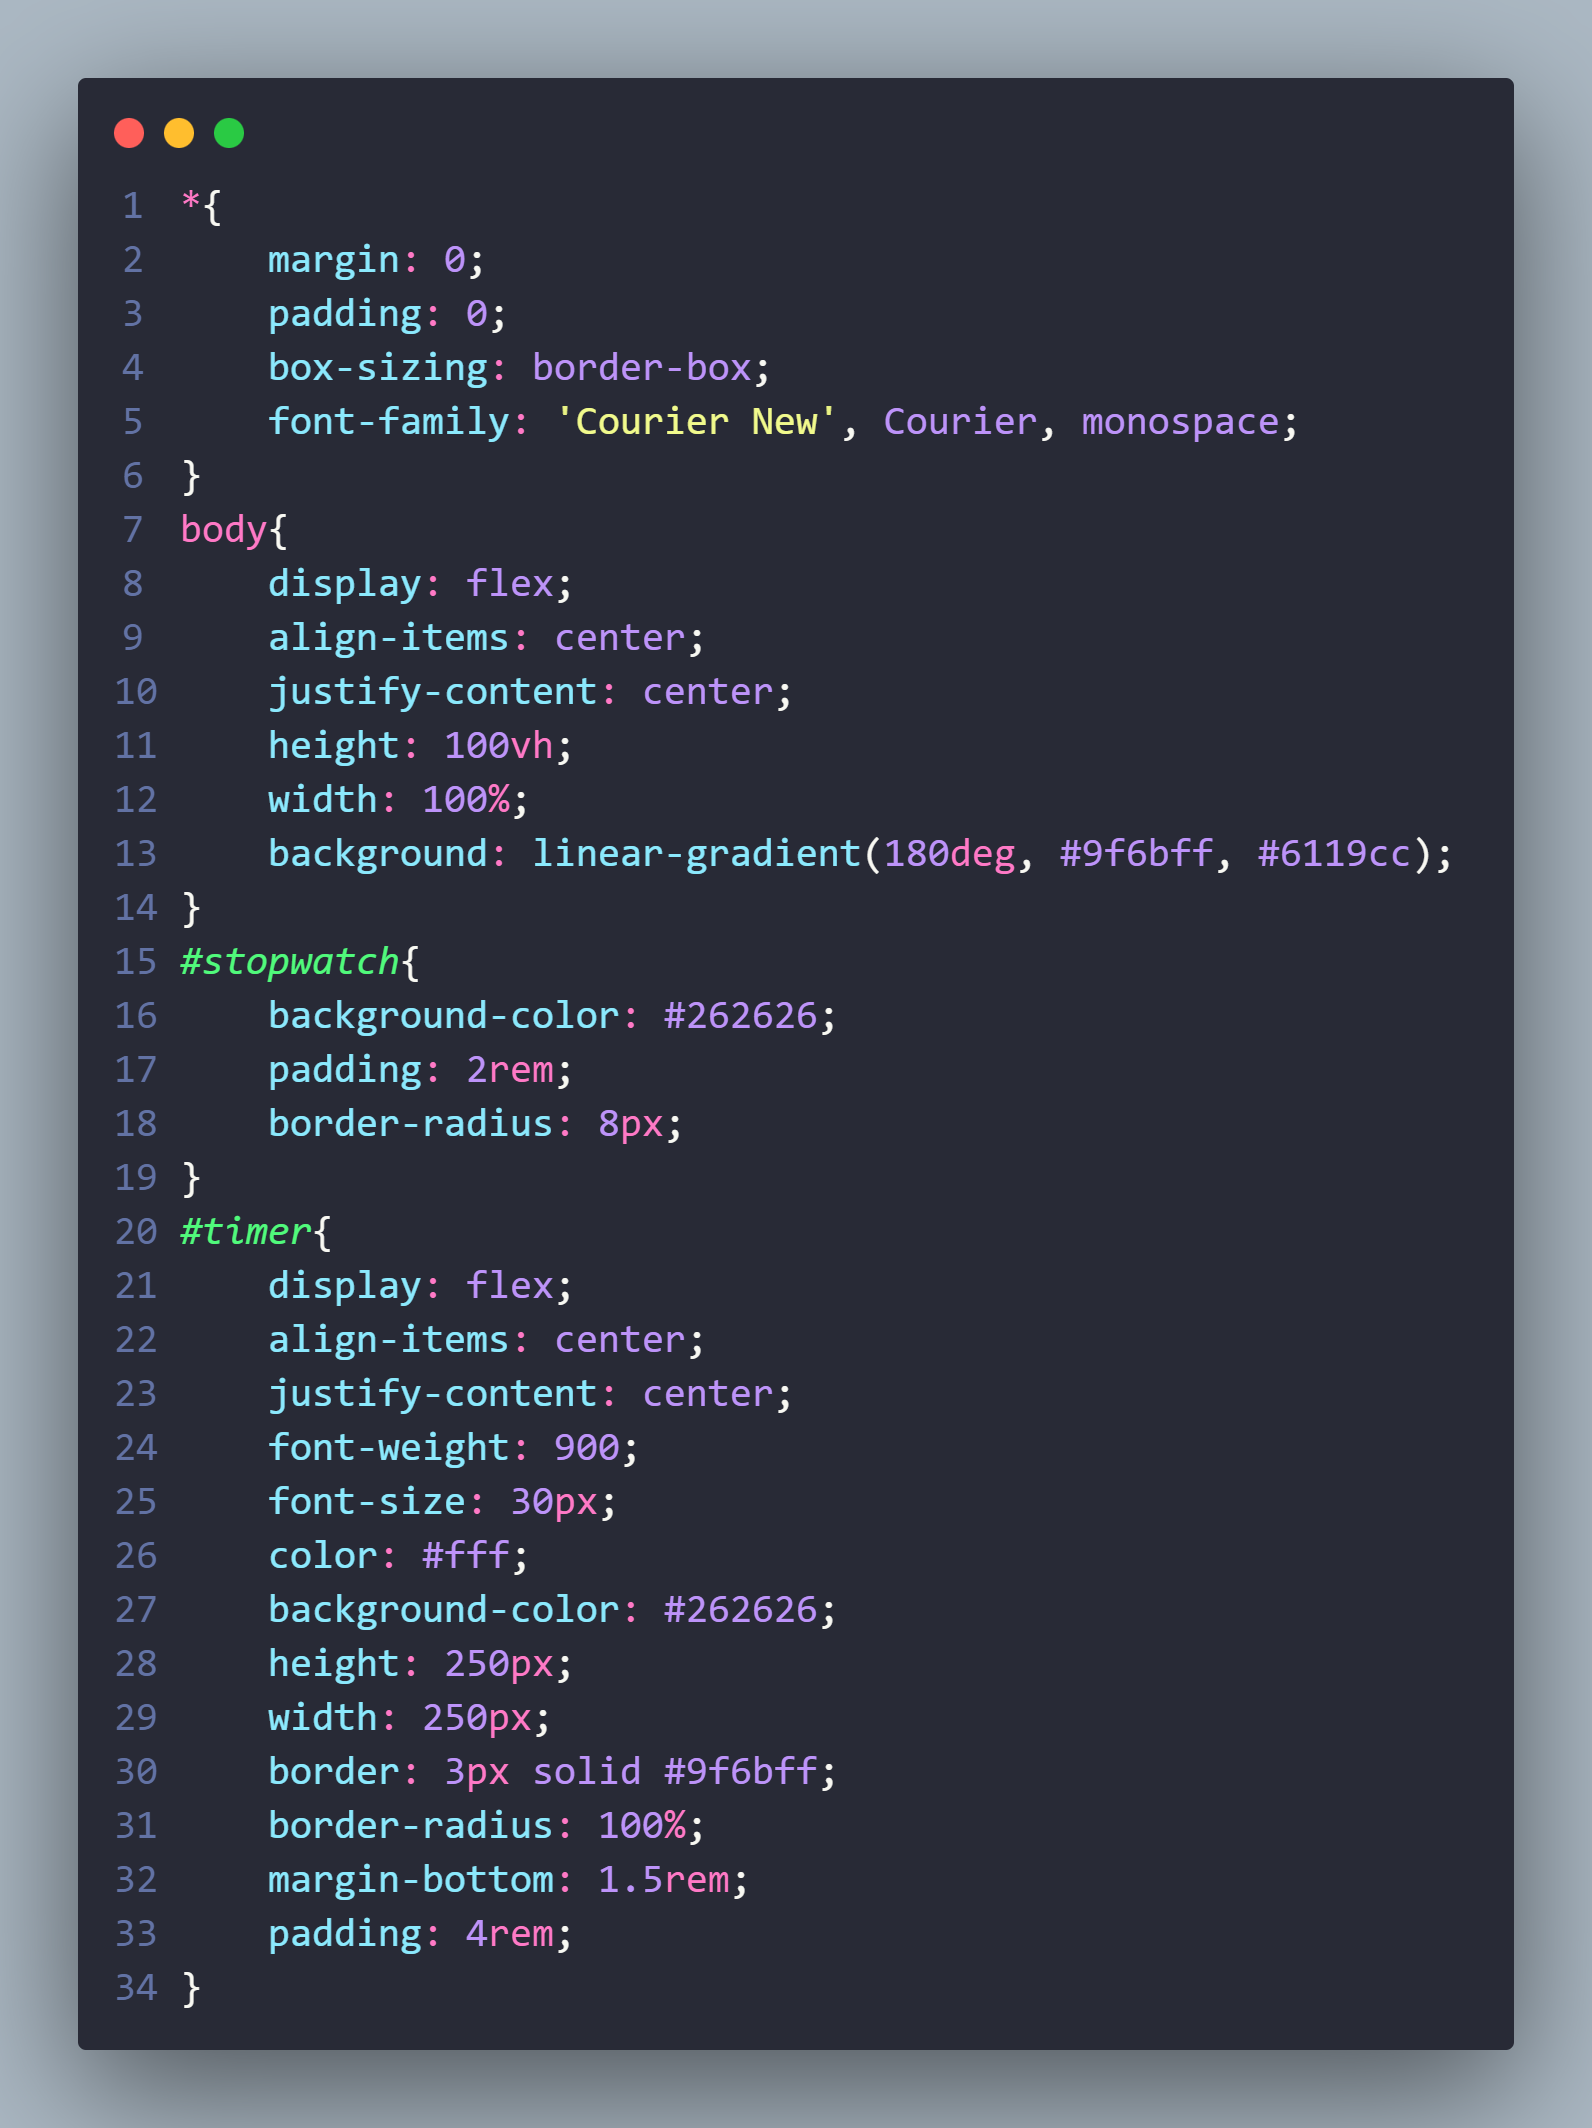 1 *{
2     margin: 0;
3     padding: 0;
4     box-sizing: border-box;
5     font-family: 'Courier New', Courier, monospace;
6 }
7 body{
8     display: flex;
9     align-items: center;
10     justify-content: center;
11     height: 100vh;
12     width: 100%;
13     background: linear-gradient(180deg, #9f6bff, #6119cc);
14 }
15 #stopwatch{
16     background-color: #262626;
17     padding: 2rem;
18     border-radius: 8px;
19 }
20 #timer{
21     display: flex;
22     align-items: center;
23     justify-content: center;
24     font-weight: 900;
25     font-size: 30px;
26     color: #fff;
27     background-color: #262626;
28     height: 250px;
29     width: 250px;
30     border: 3px solid #9f6bff;
31     border-radius: 100%;
32     margin-bottom: 1.5rem;
33     padding: 4rem;
34 }